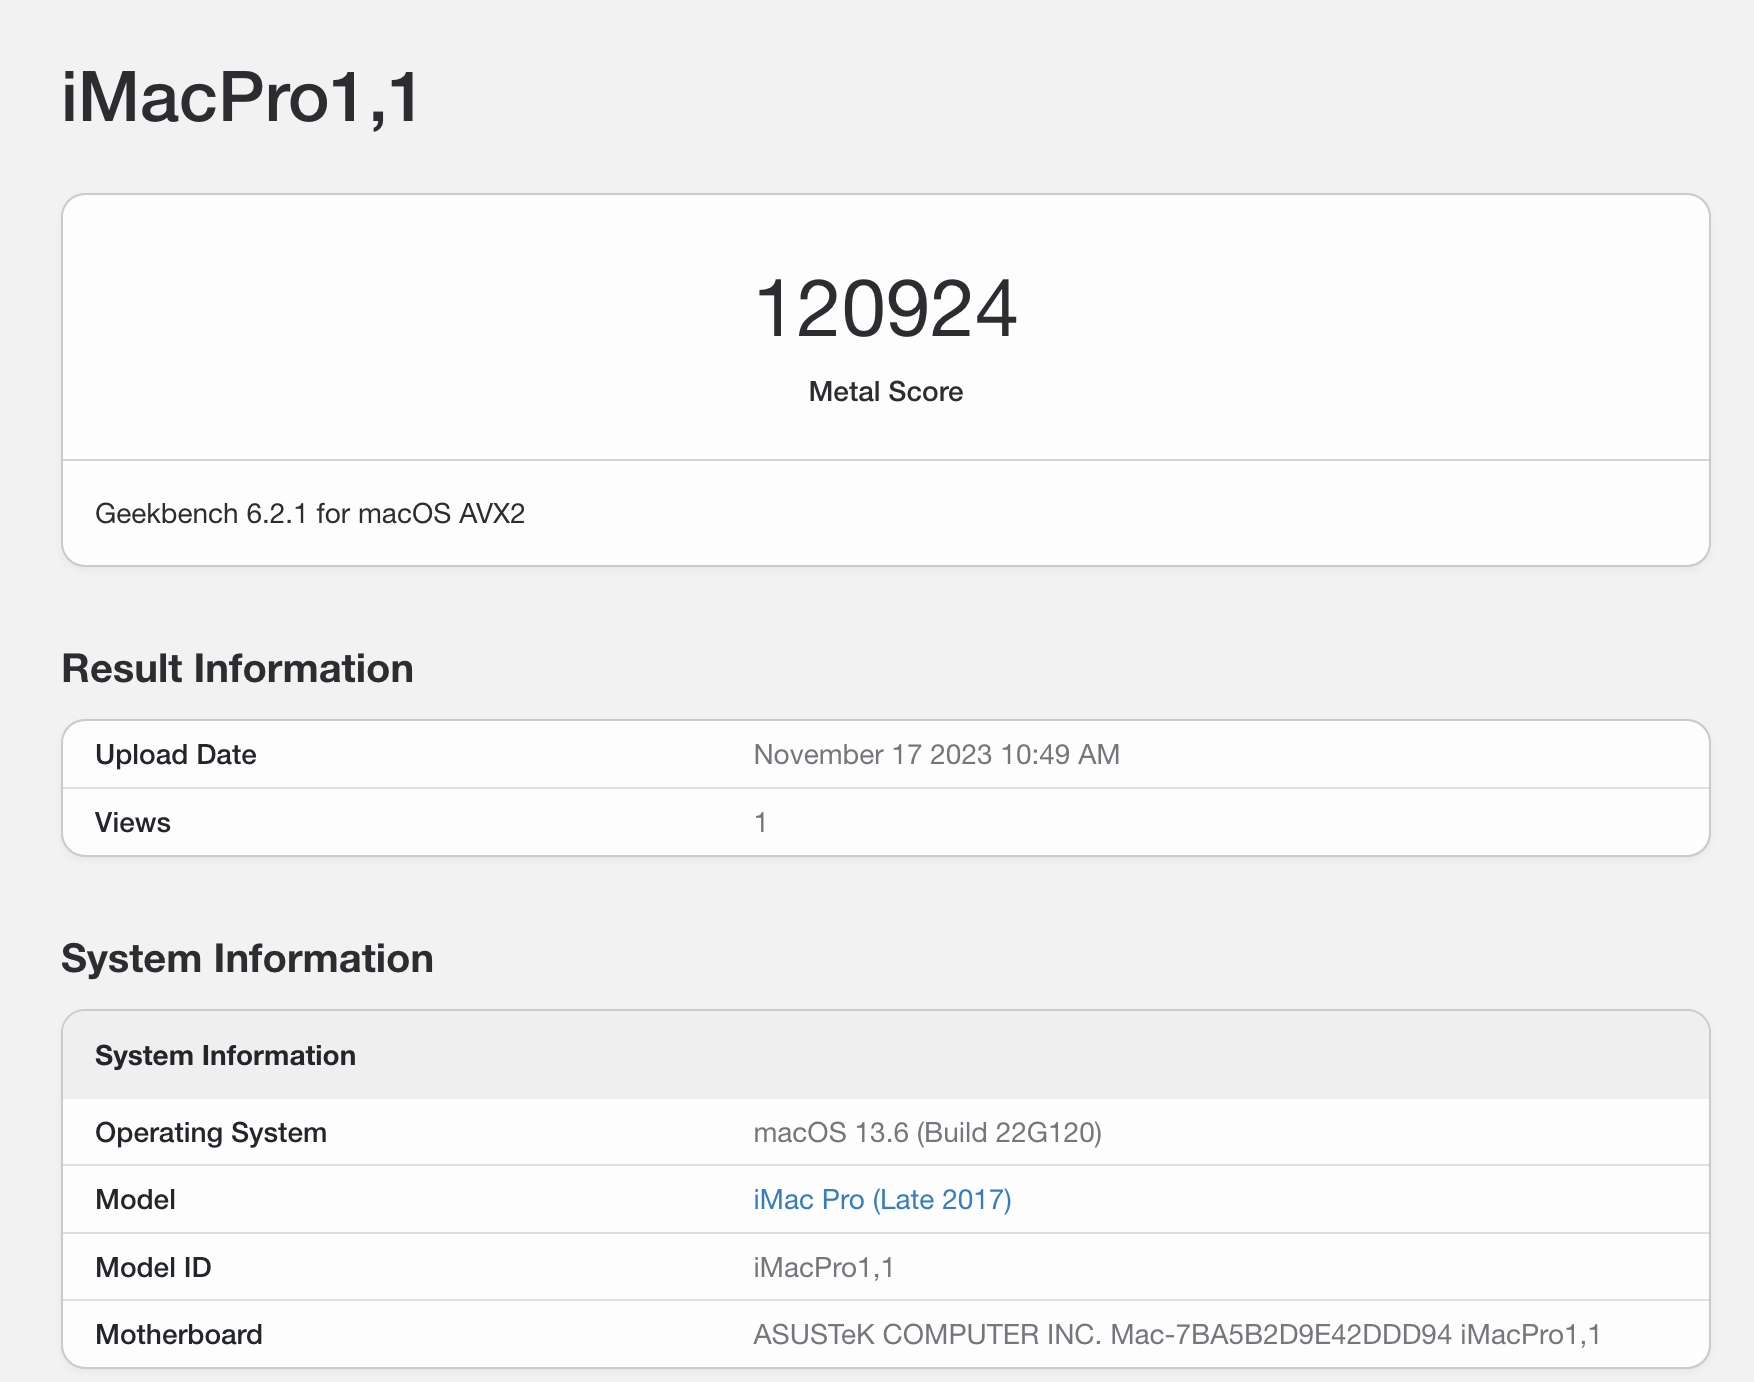 iMacPro1,1
120924
Metal Score
Geekbench 6.2.1 for macOS AVX2
Result Information
Upload Date November 17 2023 10:49 AM
Views 1
System Information
System Information
Operating System macOS 13.6 (Build 22G120)
Model iMac Pro (Late 2017)
Model ID iMacPro1,1
Motherboard ASUSTeK COMPUTER INC. Mac-7BA5B2D9E42DDD94 iMacPro1,1